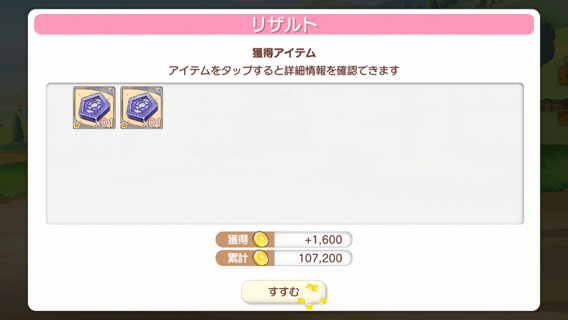 リザルト
獲得アイテム
アイテムをタップすると詳細情報を確認できます
x01 x01
獲得 +1,600
累計 107,200
すすむ